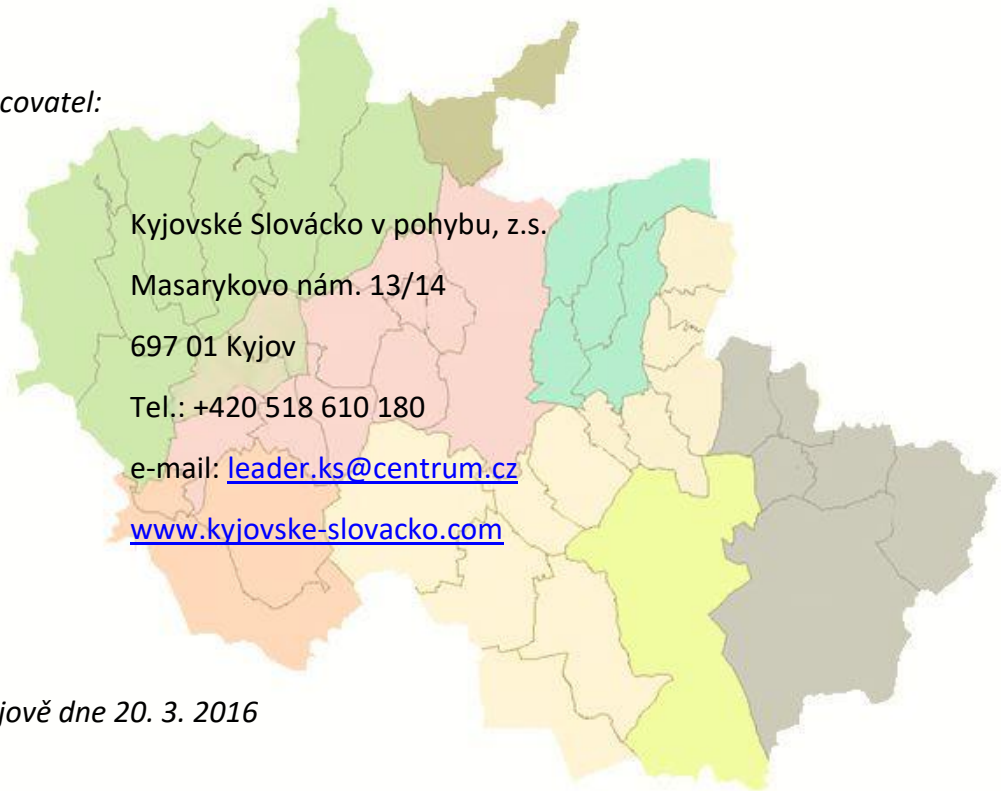 covatel:
Kyjovské Slovácko v pohybu, z.s.
Masarykovo nám. 13/14
697 01 Kyjov
Tel.: +420 518 610 180
e-mail: leader.ks@centrum.cz
www.kyjovske-slovacko.com
jově dne 20. 3. 2016